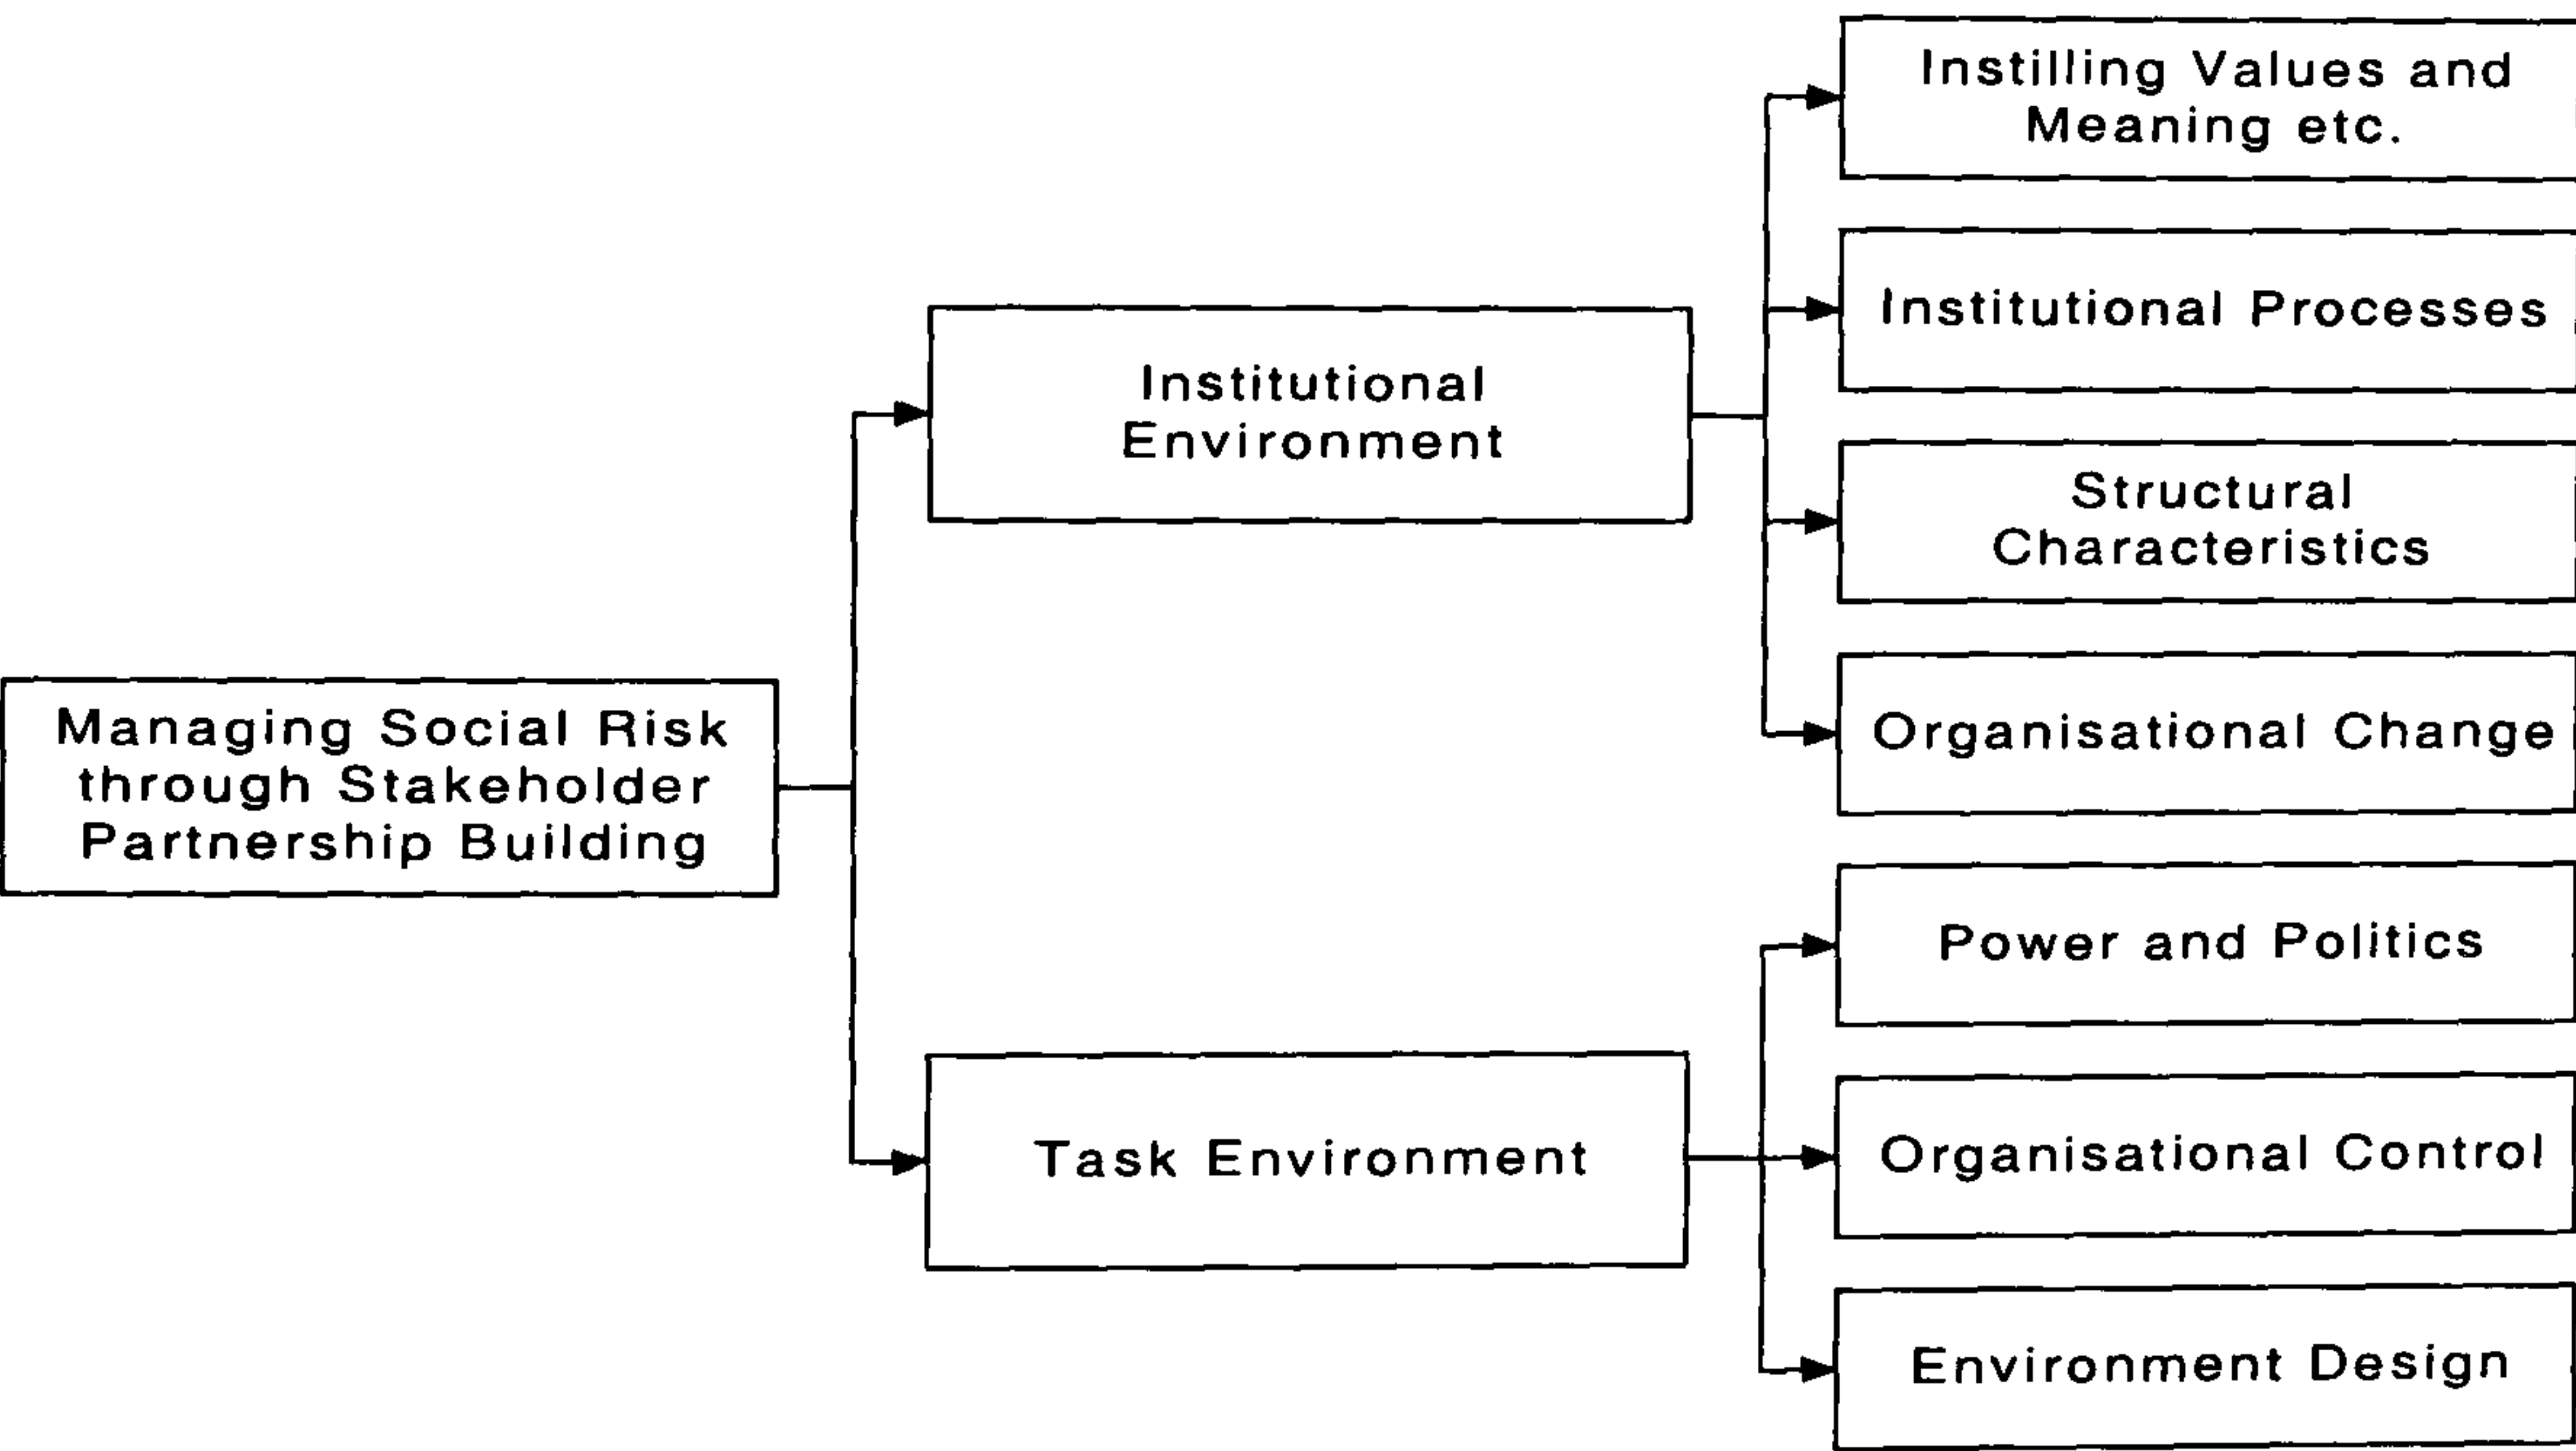 Instilling Values and
Meaning etc.
Institutional Processes
Institutional
Environment
Structural
Characteristics
Managing Social Risk
through Stakeholder
Partnership Building
Organisational Change
Power and Politics
Task Environment
Organisational Control
Environment Design